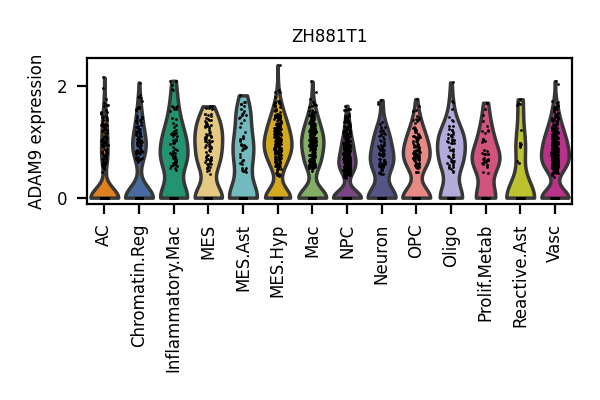 ZH881T1
ADAM9 expression
2
0
AC
Chromatin.Reg
Inflammatory.Mac
MES
MES.Ast
MES.Hyp
Mac
NPC
Neuron
OPC
Oligo
Prolif.Metab
Reactive.Ast
Vasc